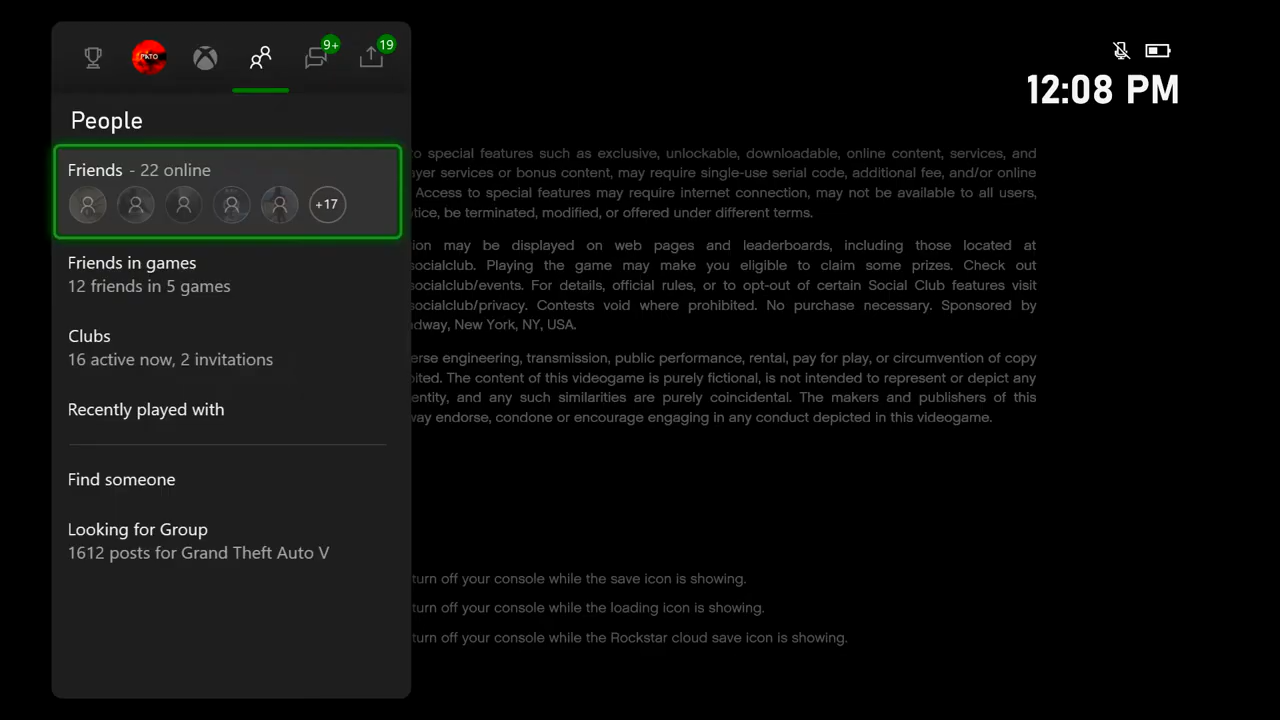 9+
19
PATO
12:08 PM
People
Friends - 22 online
+17
Friends in games
12 friends in 5 games
Clubs
16 active now, 2 invitations
Recently played with
Find someone
Looking for Group
1612 posts for Grand Theft Auto V
to special features such as exclusive, unlockable, downloadable, online content, services, and
ayer services or bonus content, may require single-use serial code, additional fee, and/or online
Access to special features may require internet connection, may not be available to all users,
tice, be terminated, modified, or offered under different terms.
ion may be displayed on web pages and leaderboards, including those located at
socialclub. Playing the game may make you eligible to claim some prizes. Check out
socialclub/events. For details, official rules, or to opt-out of certain Social Club features visit
socialclub/privacy. Contests void where prohibited. No purchase necessary. Sponsored by
adway, New York, NY, USA.
erse engineering, transmission, public performance, rental, pay for play, or circumvention of copy
bited. The content of this videogame is purely fictional, is not intended to represent or depict any
entity, and any such similarities are purely coincidental. The makers and publishers of this
way endorse, condone or encourage engaging in any conduct depicted in this videogame.
turn off your console while the save icon is showing.
turn off your console while the loading icon is showing.
turn off your console while the Rockstar cloud save icon is showing.